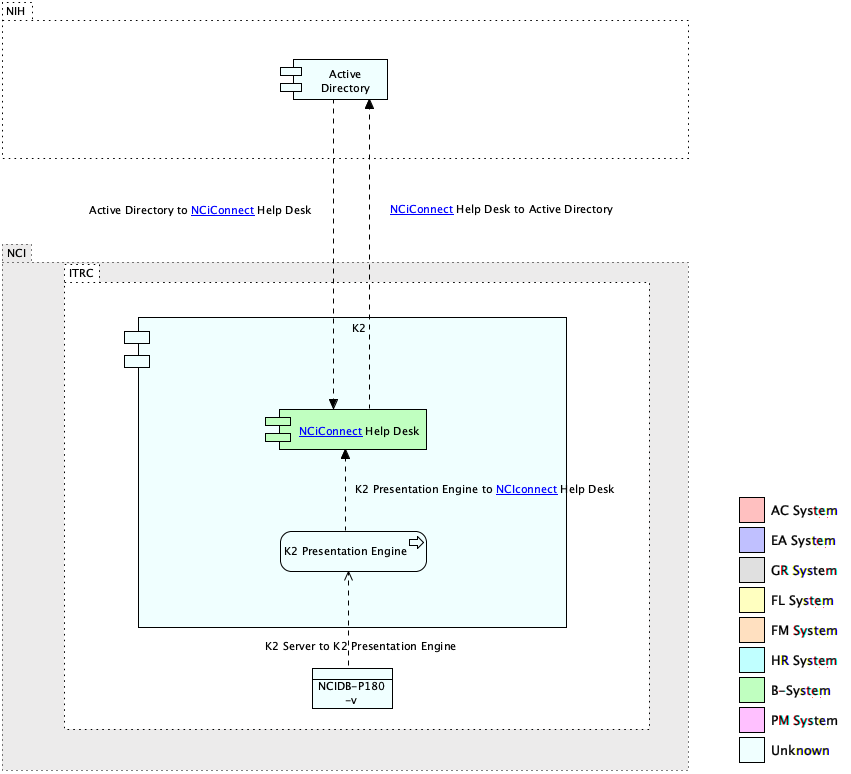 NIH
Active
Directory
Active Directory to NCiConnect Help Desk
NCiConnect Help Desk to Active Directory
NCI
ITRC
K2
NCiConnect Help Desk
K2 Presentation Engine to NCIconnect Help Desk
K2 Presentation Engine
K2 Server to K2 Presentation Engine
NCIDB-P180
-v
AC System
EA System
GR System
FL System
FM System
HR System
B-System
PM System
Unknown